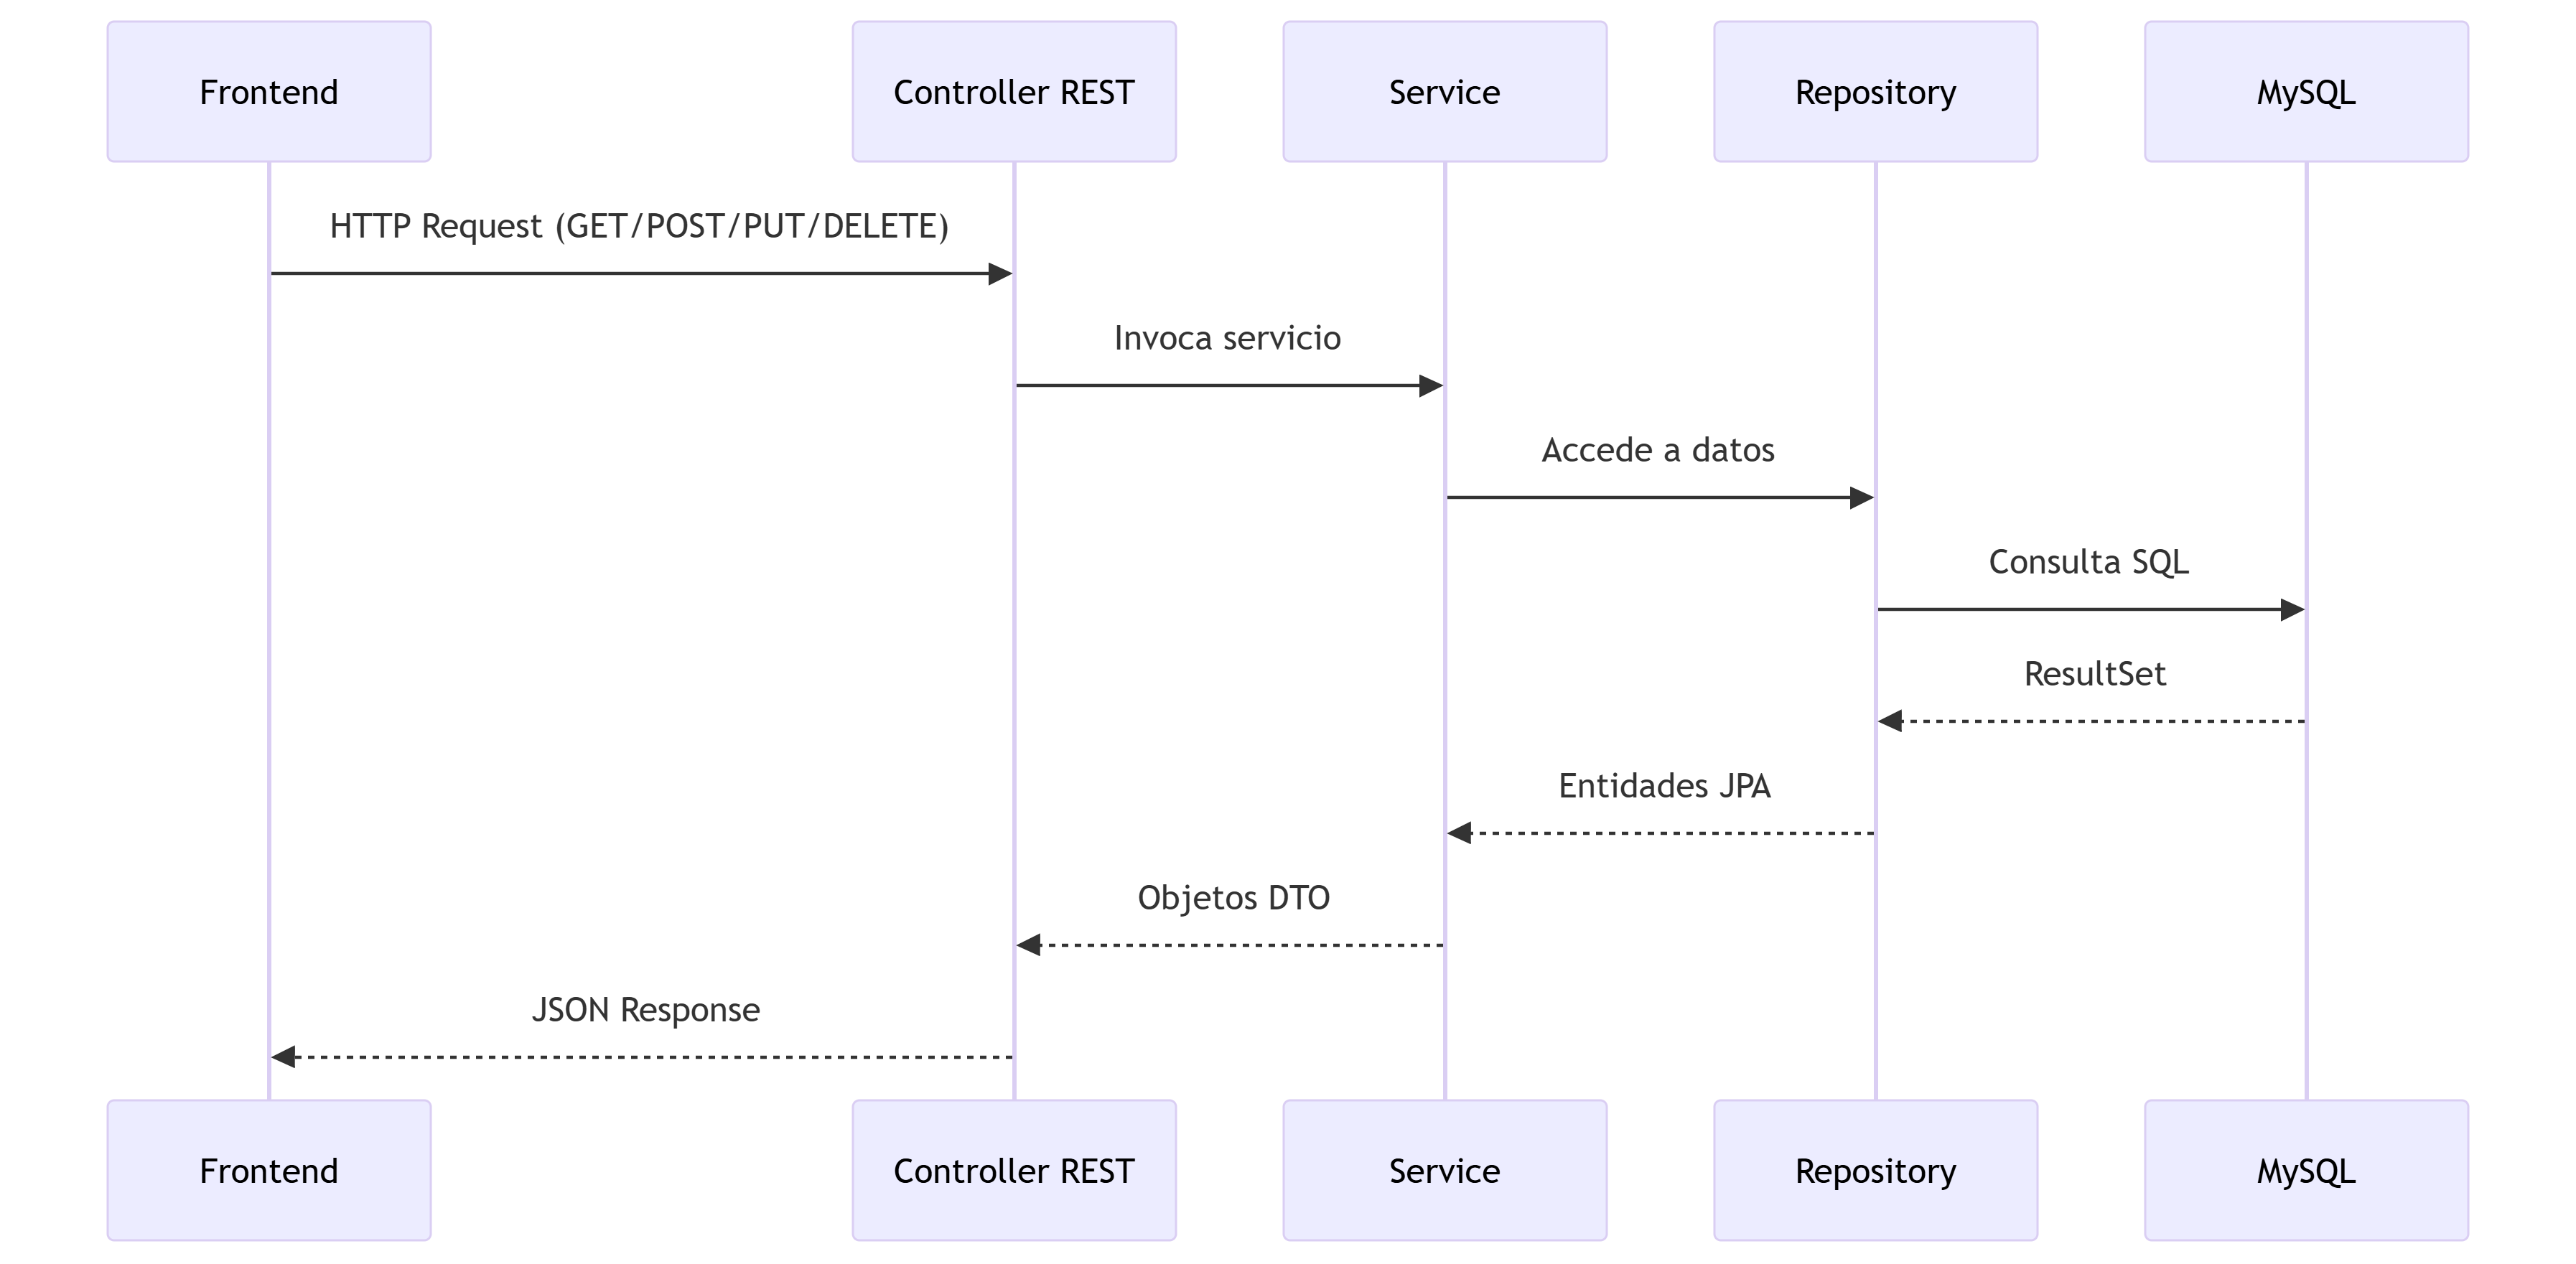 Frontend
Controller REST
Service
Repository
MySQL
HTTP Request (GET/POST/PUT/DELETE)
Invoca servicio
Accede a datos
Consulta SQL
ResultSet
Entidades JPA
Objetos DTO
JSON Response
Frontend
Controller REST
Service
Repository
MySQL